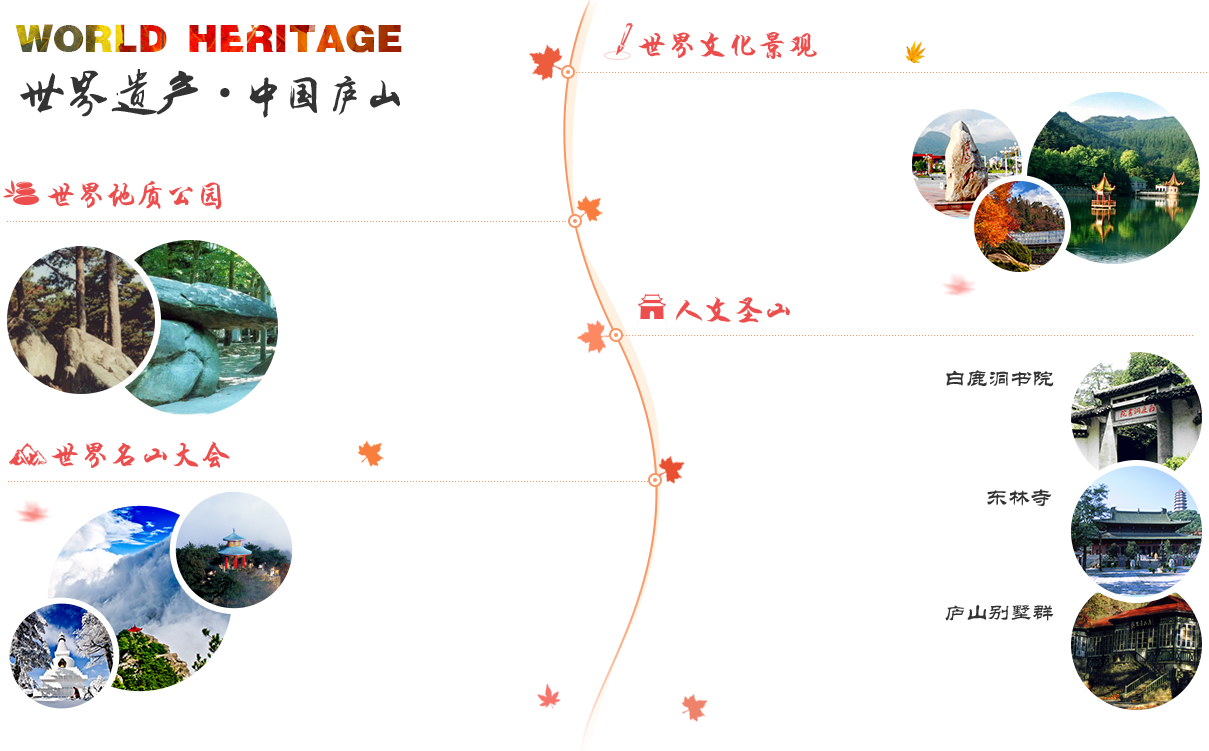 WORLD HERITAGE
世界遗产·中国庐山
世界文化景观
世界地质公园
人文圣山
白鹿洞书院
世界名山大会
东林寺
庐山别墅群